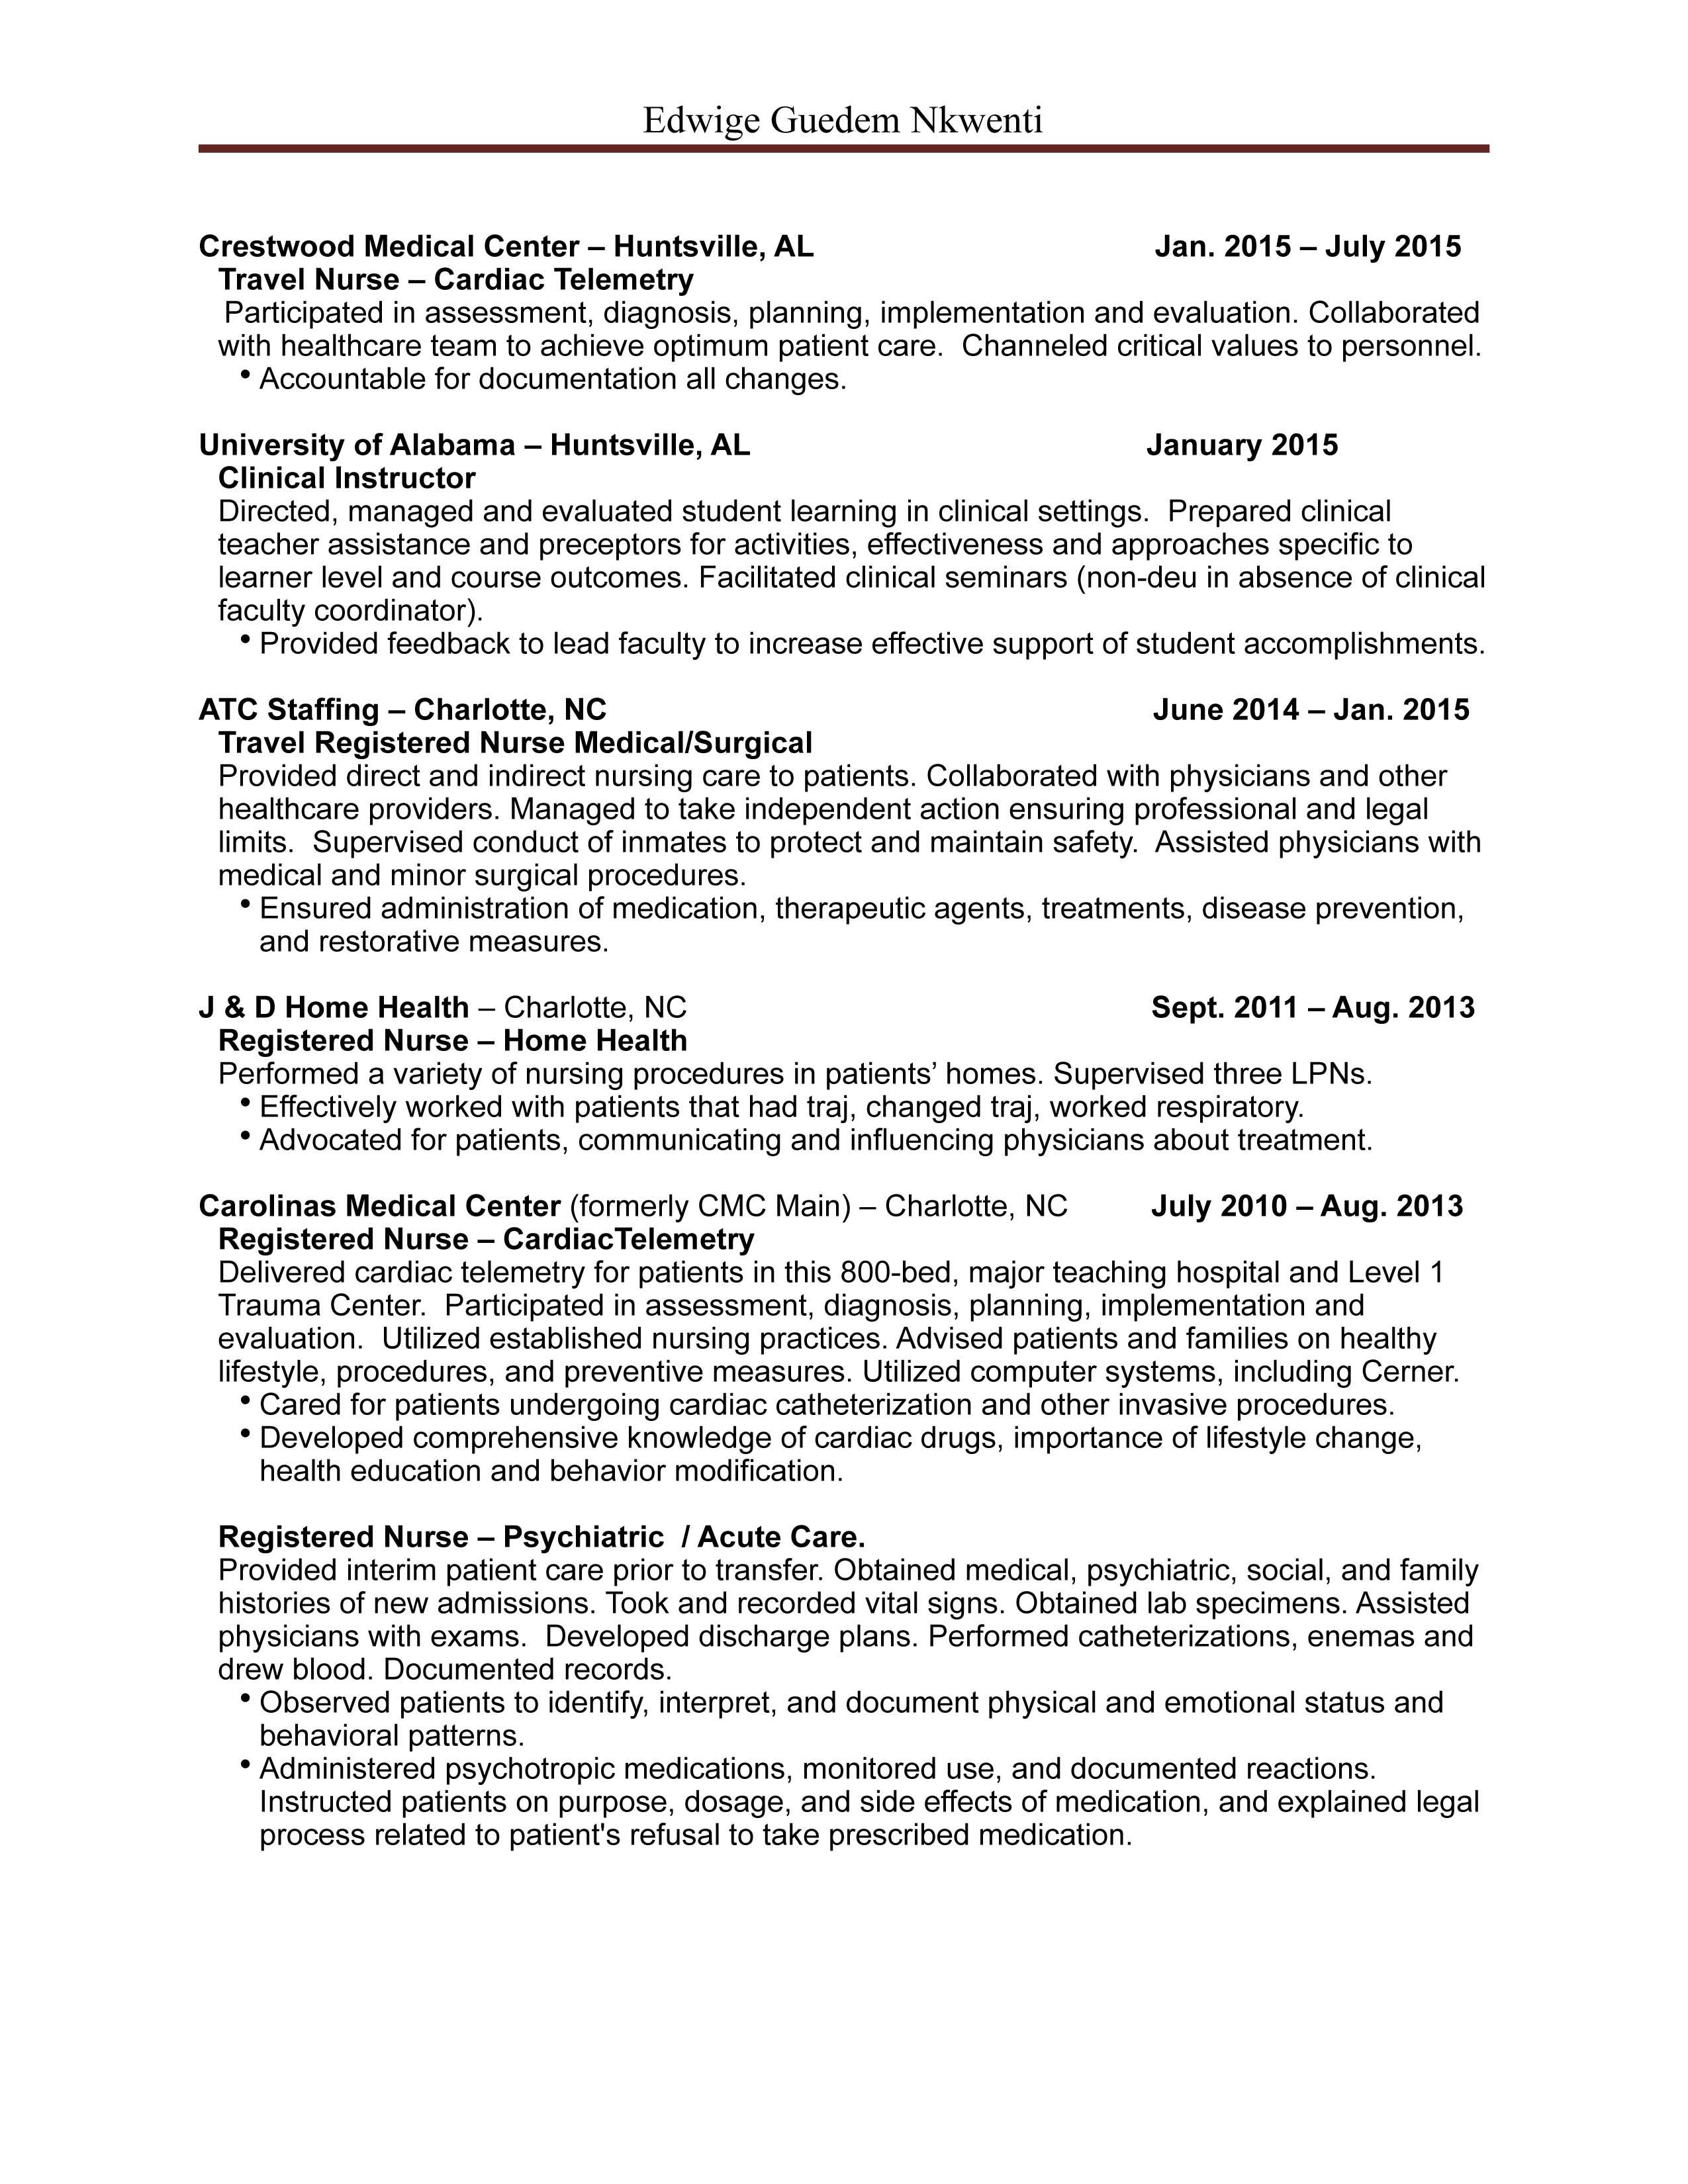 Edwige Guedem Nkwenti
Crestwood Medical Center – Huntsville, AL Jan. 2015 – July 2015
Travel Nurse – Cardiac Telemetry
Participated in assessment, diagnosis, planning, implementation and evaluation. Collaborated
with healthcare team to achieve optimum patient care.  Channeled critical values to personnel.
• Accountable for documentation all changes.
University of Alabama – Huntsville, AL January 2015
Clinical Instructor
Directed, managed and evaluated student learning in clinical settings.  Prepared clinical
teacher assistance and preceptors for activities, effectiveness and approaches specific to
learner level and course outcomes. Facilitated clinical seminars (non-deu in absence of clinical
faculty coordinator).
• Provided feedback to lead faculty to increase effective support of student accomplishments.
ATC Staffing – Charlotte, NC June 2014 – Jan. 2015
Travel Registered Nurse Medical/Surgical
Provided direct and indirect nursing care to patients. Collaborated with physicians and other
healthcare providers. Managed to take independent action ensuring professional and legal
limits.  Supervised conduct of inmates to protect and maintain safety.  Assisted physicians with
medical and minor surgical procedures.
• Ensured administration of medication, therapeutic agents, treatments, disease prevention,
and restorative measures.
J & D Home Health – Charlotte, NC Sept. 2011 – Aug. 2013
Registered Nurse – Home Health
Performed a variety of nursing procedures in patients’ homes. Supervised three LPNs.
• Effectively worked with patients that had traj, changed traj, worked respiratory.
• Advocated for patients, communicating and influencing physicians about treatment.
Carolinas Medical Center (formerly CMC Main) – Charlotte, NC July 2010 – Aug. 2013
Registered Nurse – CardiacTelemetry
Delivered cardiac telemetry for patients in this 800-bed, major teaching hospital and Level 1
Trauma Center.  Participated in assessment, diagnosis, planning, implementation and
evaluation.  Utilized established nursing practices. Advised patients and families on healthy
lifestyle, procedures, and preventive measures. Utilized computer systems, including Cerner.
• Cared for patients undergoing cardiac catheterization and other invasive procedures.
• Developed comprehensive knowledge of cardiac drugs, importance of lifestyle change,
health education and behavior modification.
Registered Nurse – Psychiatric  / Acute Care.
Provided interim patient care prior to transfer. Obtained medical, psychiatric, social, and family
histories of new admissions. Took and recorded vital signs. Obtained lab specimens. Assisted
physicians with exams.  Developed discharge plans. Performed catheterizations, enemas and
drew blood. Documented records.
• Observed patients to identify, interpret, and document physical and emotional status and
behavioral patterns.
• Administered psychotropic medications, monitored use, and documented reactions.
Instructed patients on purpose, dosage, and side effects of medication, and explained legal
process related to patient's refusal to take prescribed medication.